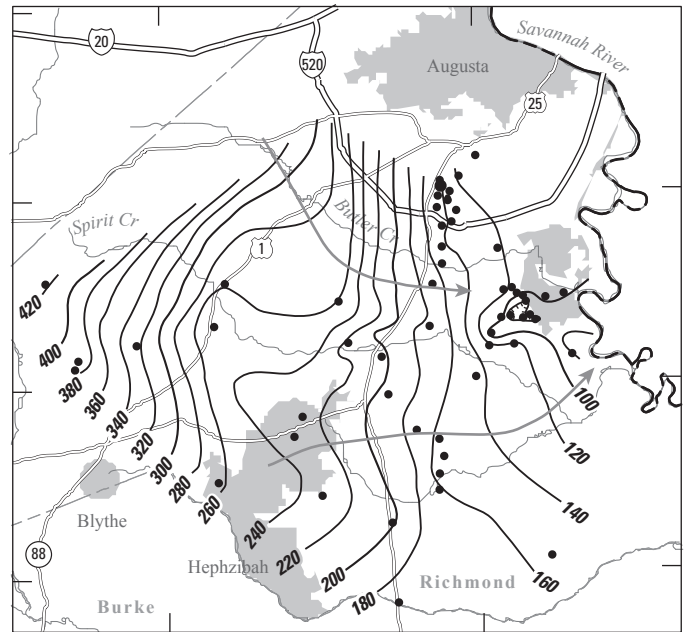 20
520
Augusta
Savannah River
25
Spirit Cr
Butler Cr
1
420
400
380
360
340
320
300
280
260
240
220
200
180
160
140
120
100
Blythe
88
Hephzibah
Burke
Richmond